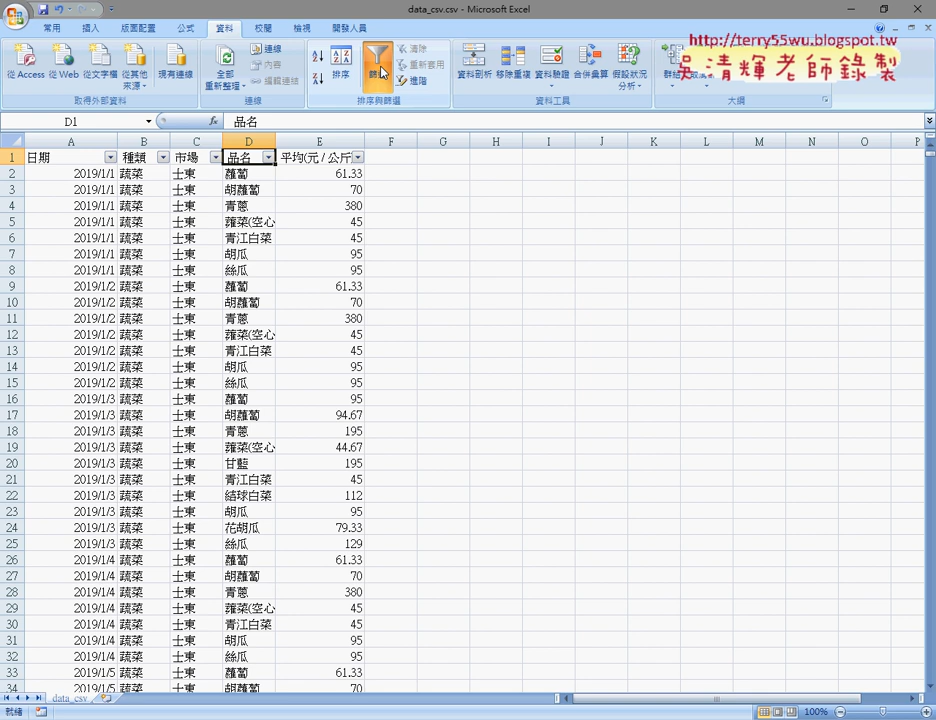 data_csv.csv - Microsoft Excel
常用 插入 版面配置 公式 資料 校閱 檢視 開發人員
http://terry55wu.blogspot.tw
吳清輝老師錄製
從 Access 從 Web 從文字檔 從其他來源 現有連線 全部重新整理 連線 內容 編輯連結 排序 篩選 清除 重新套用 進階 資料剖析 移除重複 資料驗證 合併彙算 假設狀況分析
取得外部資料 連線 排序與篩選 資料工具 大綱
D1 fx 品名
A B C D E F G H I J K L M N O P
1 日期 種類 市場 品名 平均(元 / 公斤
2 2019/1/1 蔬菜 士東 蘿蔔 61.33
3 2019/1/1 蔬菜 士東 胡蘿蔔 70
4 2019/1/1 蔬菜 士東 青蔥 380
5 2019/1/1 蔬菜 士東 蕹菜(空心 45
6 2019/1/1 蔬菜 士東 青江白菜 45
7 2019/1/1 蔬菜 士東 胡瓜 95
8 2019/1/1 蔬菜 士東 絲瓜 95
9 2019/1/2 蔬菜 士東 蘿蔔 61.33
10 2019/1/2 蔬菜 士東 胡蘿蔔 70
11 2019/1/2 蔬菜 士東 青蔥 380
12 2019/1/2 蔬菜 士東 蕹菜(空心 45
13 2019/1/2 蔬菜 士東 青江白菜 45
14 2019/1/2 蔬菜 士東 胡瓜 95
15 2019/1/2 蔬菜 士東 絲瓜 95
16 2019/1/3 蔬菜 士東 蘿蔔 95
17 2019/1/3 蔬菜 士東 胡蘿蔔 94.67
18 2019/1/3 蔬菜 士東 青蔥 195
19 2019/1/3 蔬菜 士東 蕹菜(空心 44.67
20 2019/1/3 蔬菜 士東 甘藍 195
21 2019/1/3 蔬菜 士東 青江白菜 45
22 2019/1/3 蔬菜 士東 結球白菜 112
23 2019/1/3 蔬菜 士東 胡瓜 95
24 2019/1/3 蔬菜 士東 花胡瓜 79.33
25 2019/1/3 蔬菜 士東 絲瓜 129
26 2019/1/4 蔬菜 士東 蘿蔔 61.33
27 2019/1/4 蔬菜 士東 胡蘿蔔 70
28 2019/1/4 蔬菜 士東 青蔥 380
29 2019/1/4 蔬菜 士東 蕹菜(空心 45
30 2019/1/4 蔬菜 士東 青江白菜 45
31 2019/1/4 蔬菜 士東 胡瓜 95
32 2019/1/4 蔬菜 士東 絲瓜 95
33 2019/1/5 蔬菜 士東 蘿蔔 61.33
34 2019/1/5 蔬菜 士東 胡蘿蔔 70
data_csv
就緒 100%